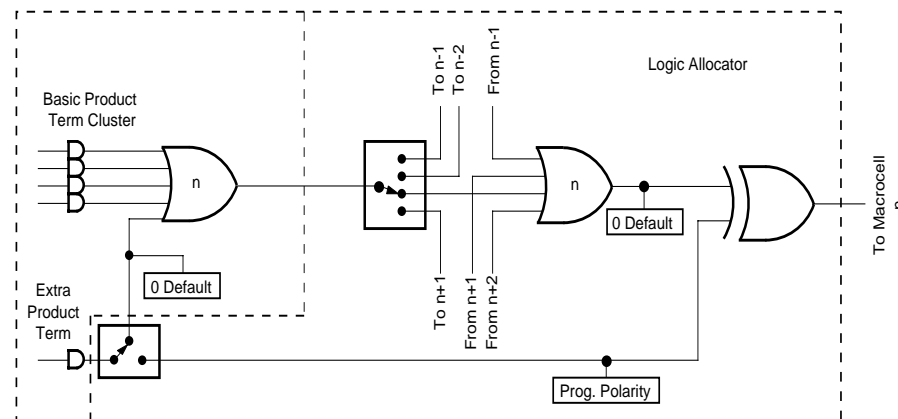 To n-1
To n-2
From n-1
Logic Allocator
Basic Product
Term Cluster
n
n
0 Default
To Macrocell
n
0 Default
Extra
Product
Term
To n+1
From n+1
From n+2
Prog. Polarity